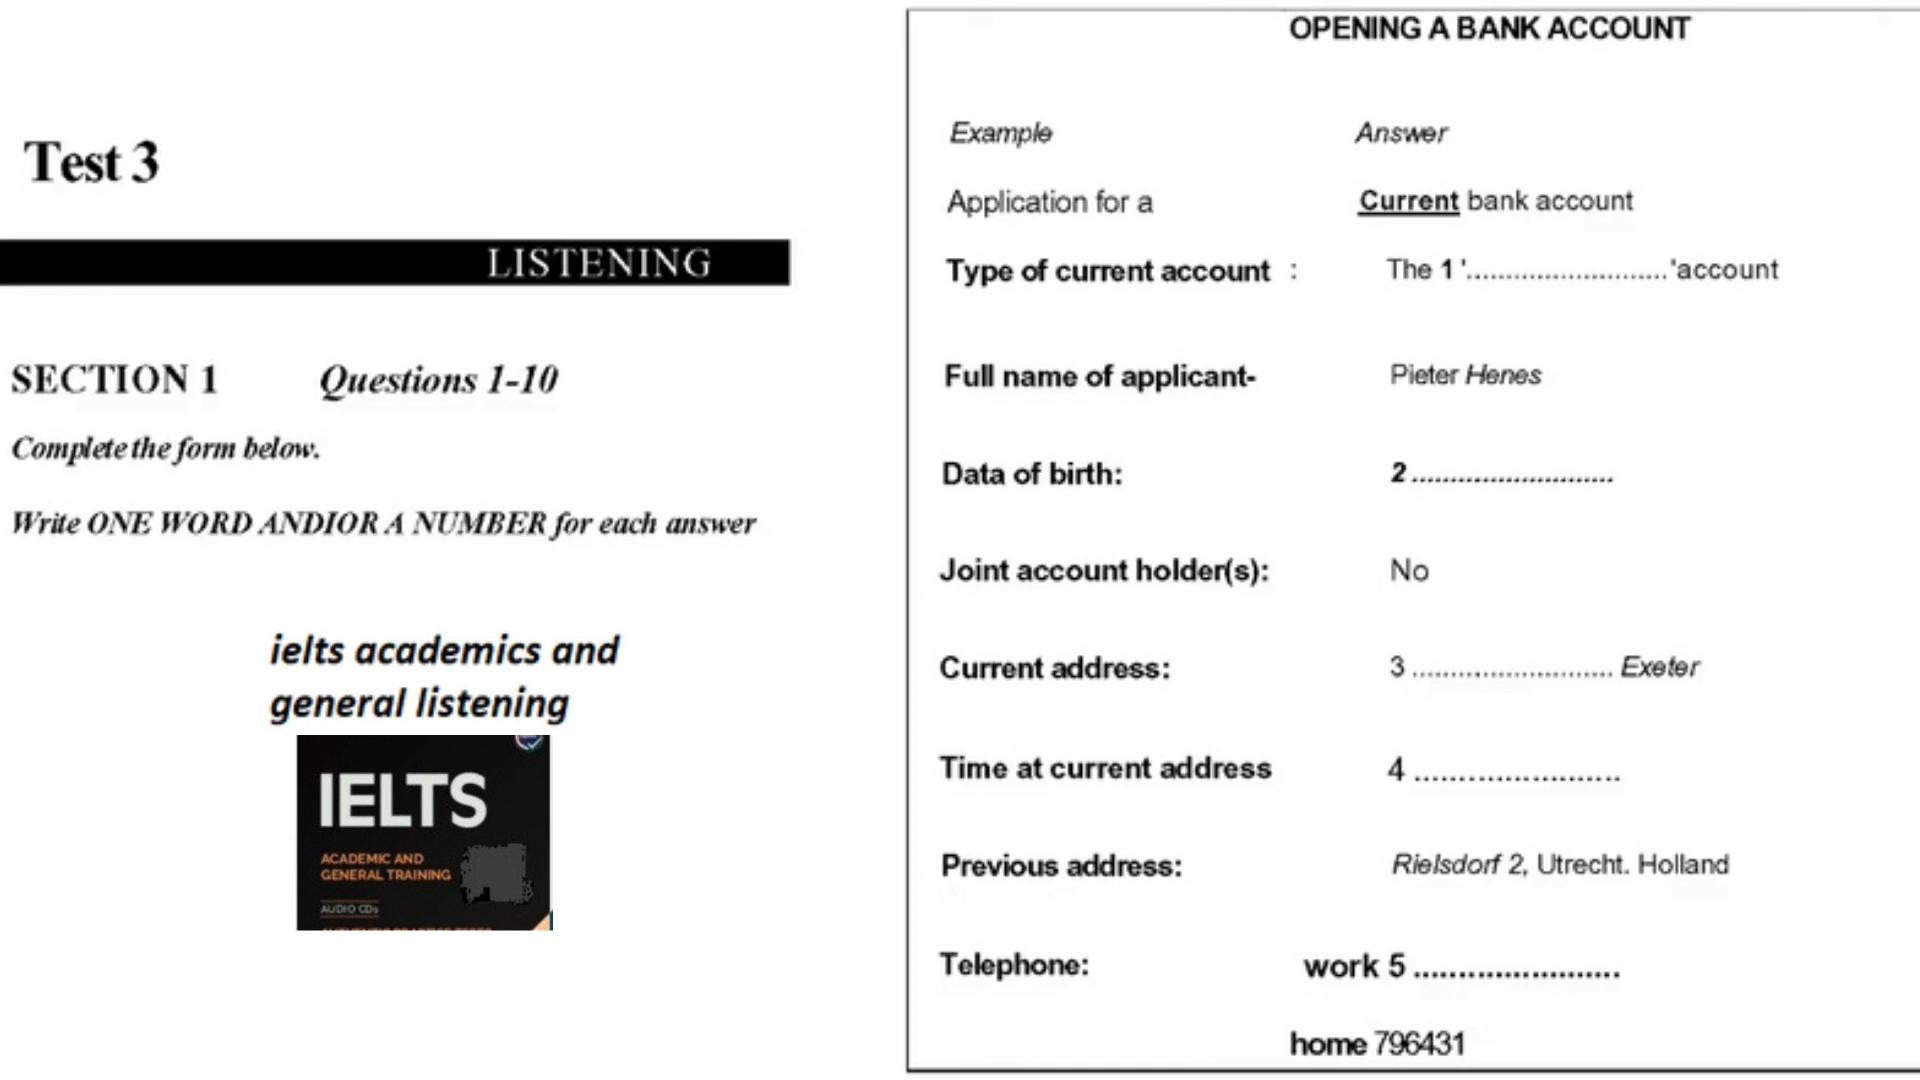 Test 3
LISTENING
SECTION 1 Questions 1-10
Complete the form below.
Write ONE WORD ANDIOR A NUMBER for each answer
ielts academics and
general listening
IELTS
ACADEMIC AND
GENERAL TRAINING
AUDIO CDs
OPENING A BANK ACCOUNT
Example Answer
Application for a Current bank account
Type of current account : The 1 '..........................'account
Full name of applicant- Pieter Henes
Data of birth: 2 ..........................
Joint account holder(s): No
Current address: 3 .......................... Exeter
Time at current address 4 .......................
Previous address: Rielsdorf 2, Utrecht. Holland
Telephone: work 5 .......................
home 796431